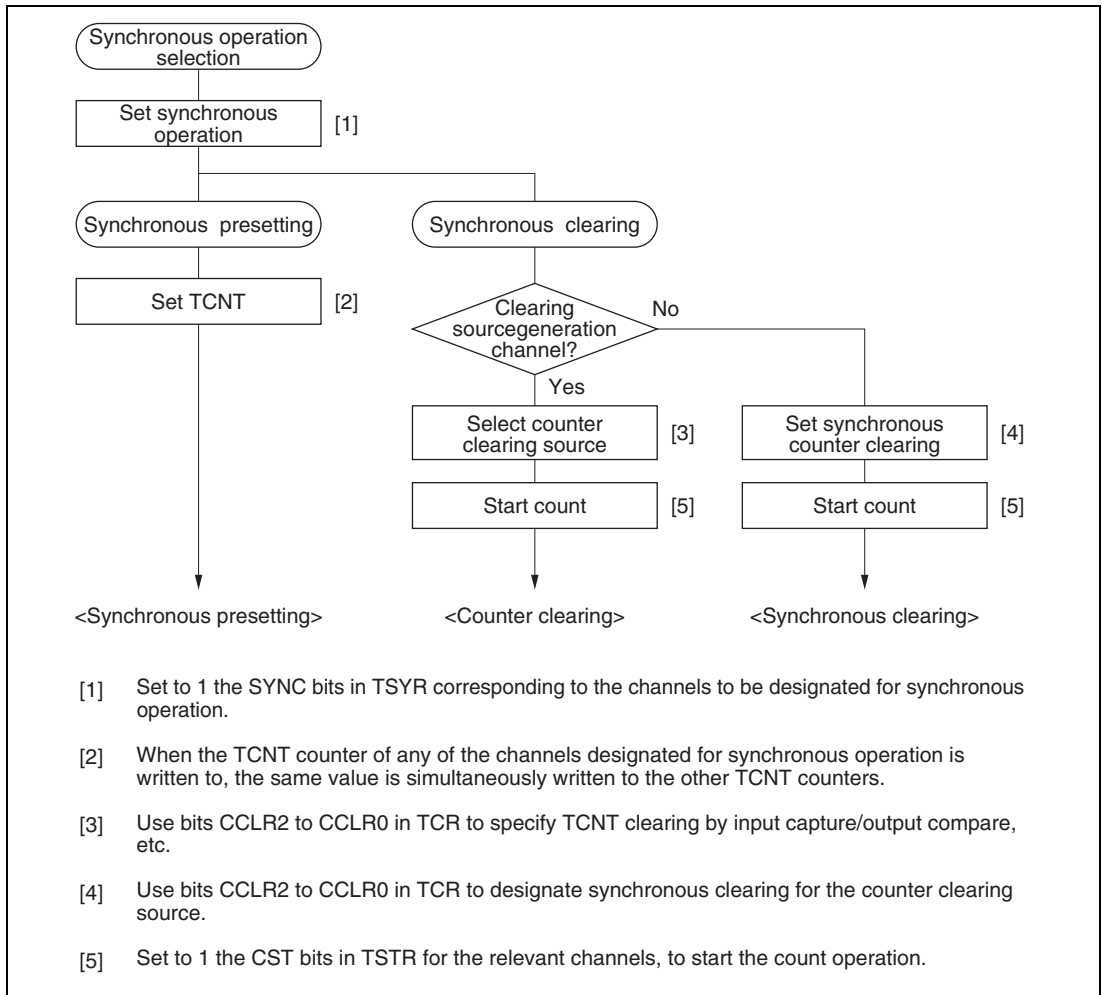 Synchronous operation
selection
Set synchronous
operation
[1]
Synchronous presetting
Synchronous clearing
Set TCNT
[2]
Clearing
sourcegeneration
channel?
No
Yes
Select counter
clearing source
[3]
Set synchronous
counter clearing
[4]
Start count
[5]
Start count
[5]
<Synchronous presetting>
<Counter clearing>
<Synchronous clearing>
[1] Set to 1 the SYNC bits in TSYR corresponding to the channels to be designated for synchronous
operation.
[2] When the TCNT counter of any of the channels designated for synchronous operation is
written to, the same value is simultaneously written to the other TCNT counters.
[3] Use bits CCLR2 to CCLR0 in TCR to specify TCNT clearing by input capture/output compare,
etc.
[4] Use bits CCLR2 to CCLR0 in TCR to designate synchronous clearing for the counter clearing
source.
[5] Set to 1 the CST bits in TSTR for the relevant channels, to start the count operation.